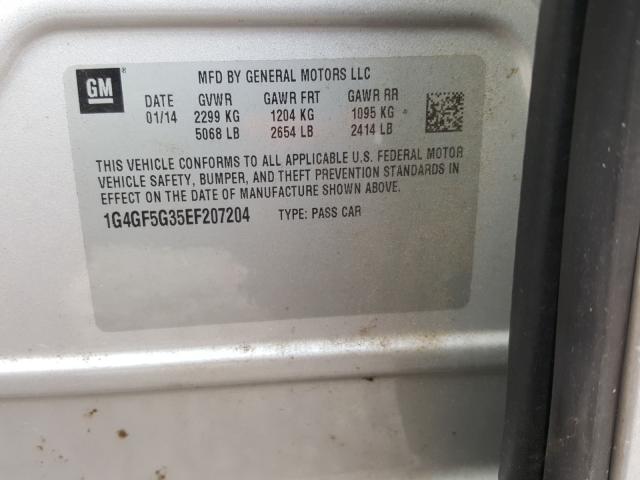 GM
MFD BY GENERAL MOTORS LLC
DATE GVWR GAWR FRT GAWR RR
01/14 2299 KG 1204 KG 1095 KG
5068 LB 2654 LB 2414 LB
THIS VEHICLE CONFORMS TO ALL APPLICABLE U.S. FEDERAL MOTOR
VEHICLE SAFETY, BUMPER, AND THEFT PREVENTION STANDARDS IN
EFFECT ON THE DATE OF MANUFACTURE SHOWN ABOVE.
1G4GF5G35EF207204 TYPE: PASS CAR